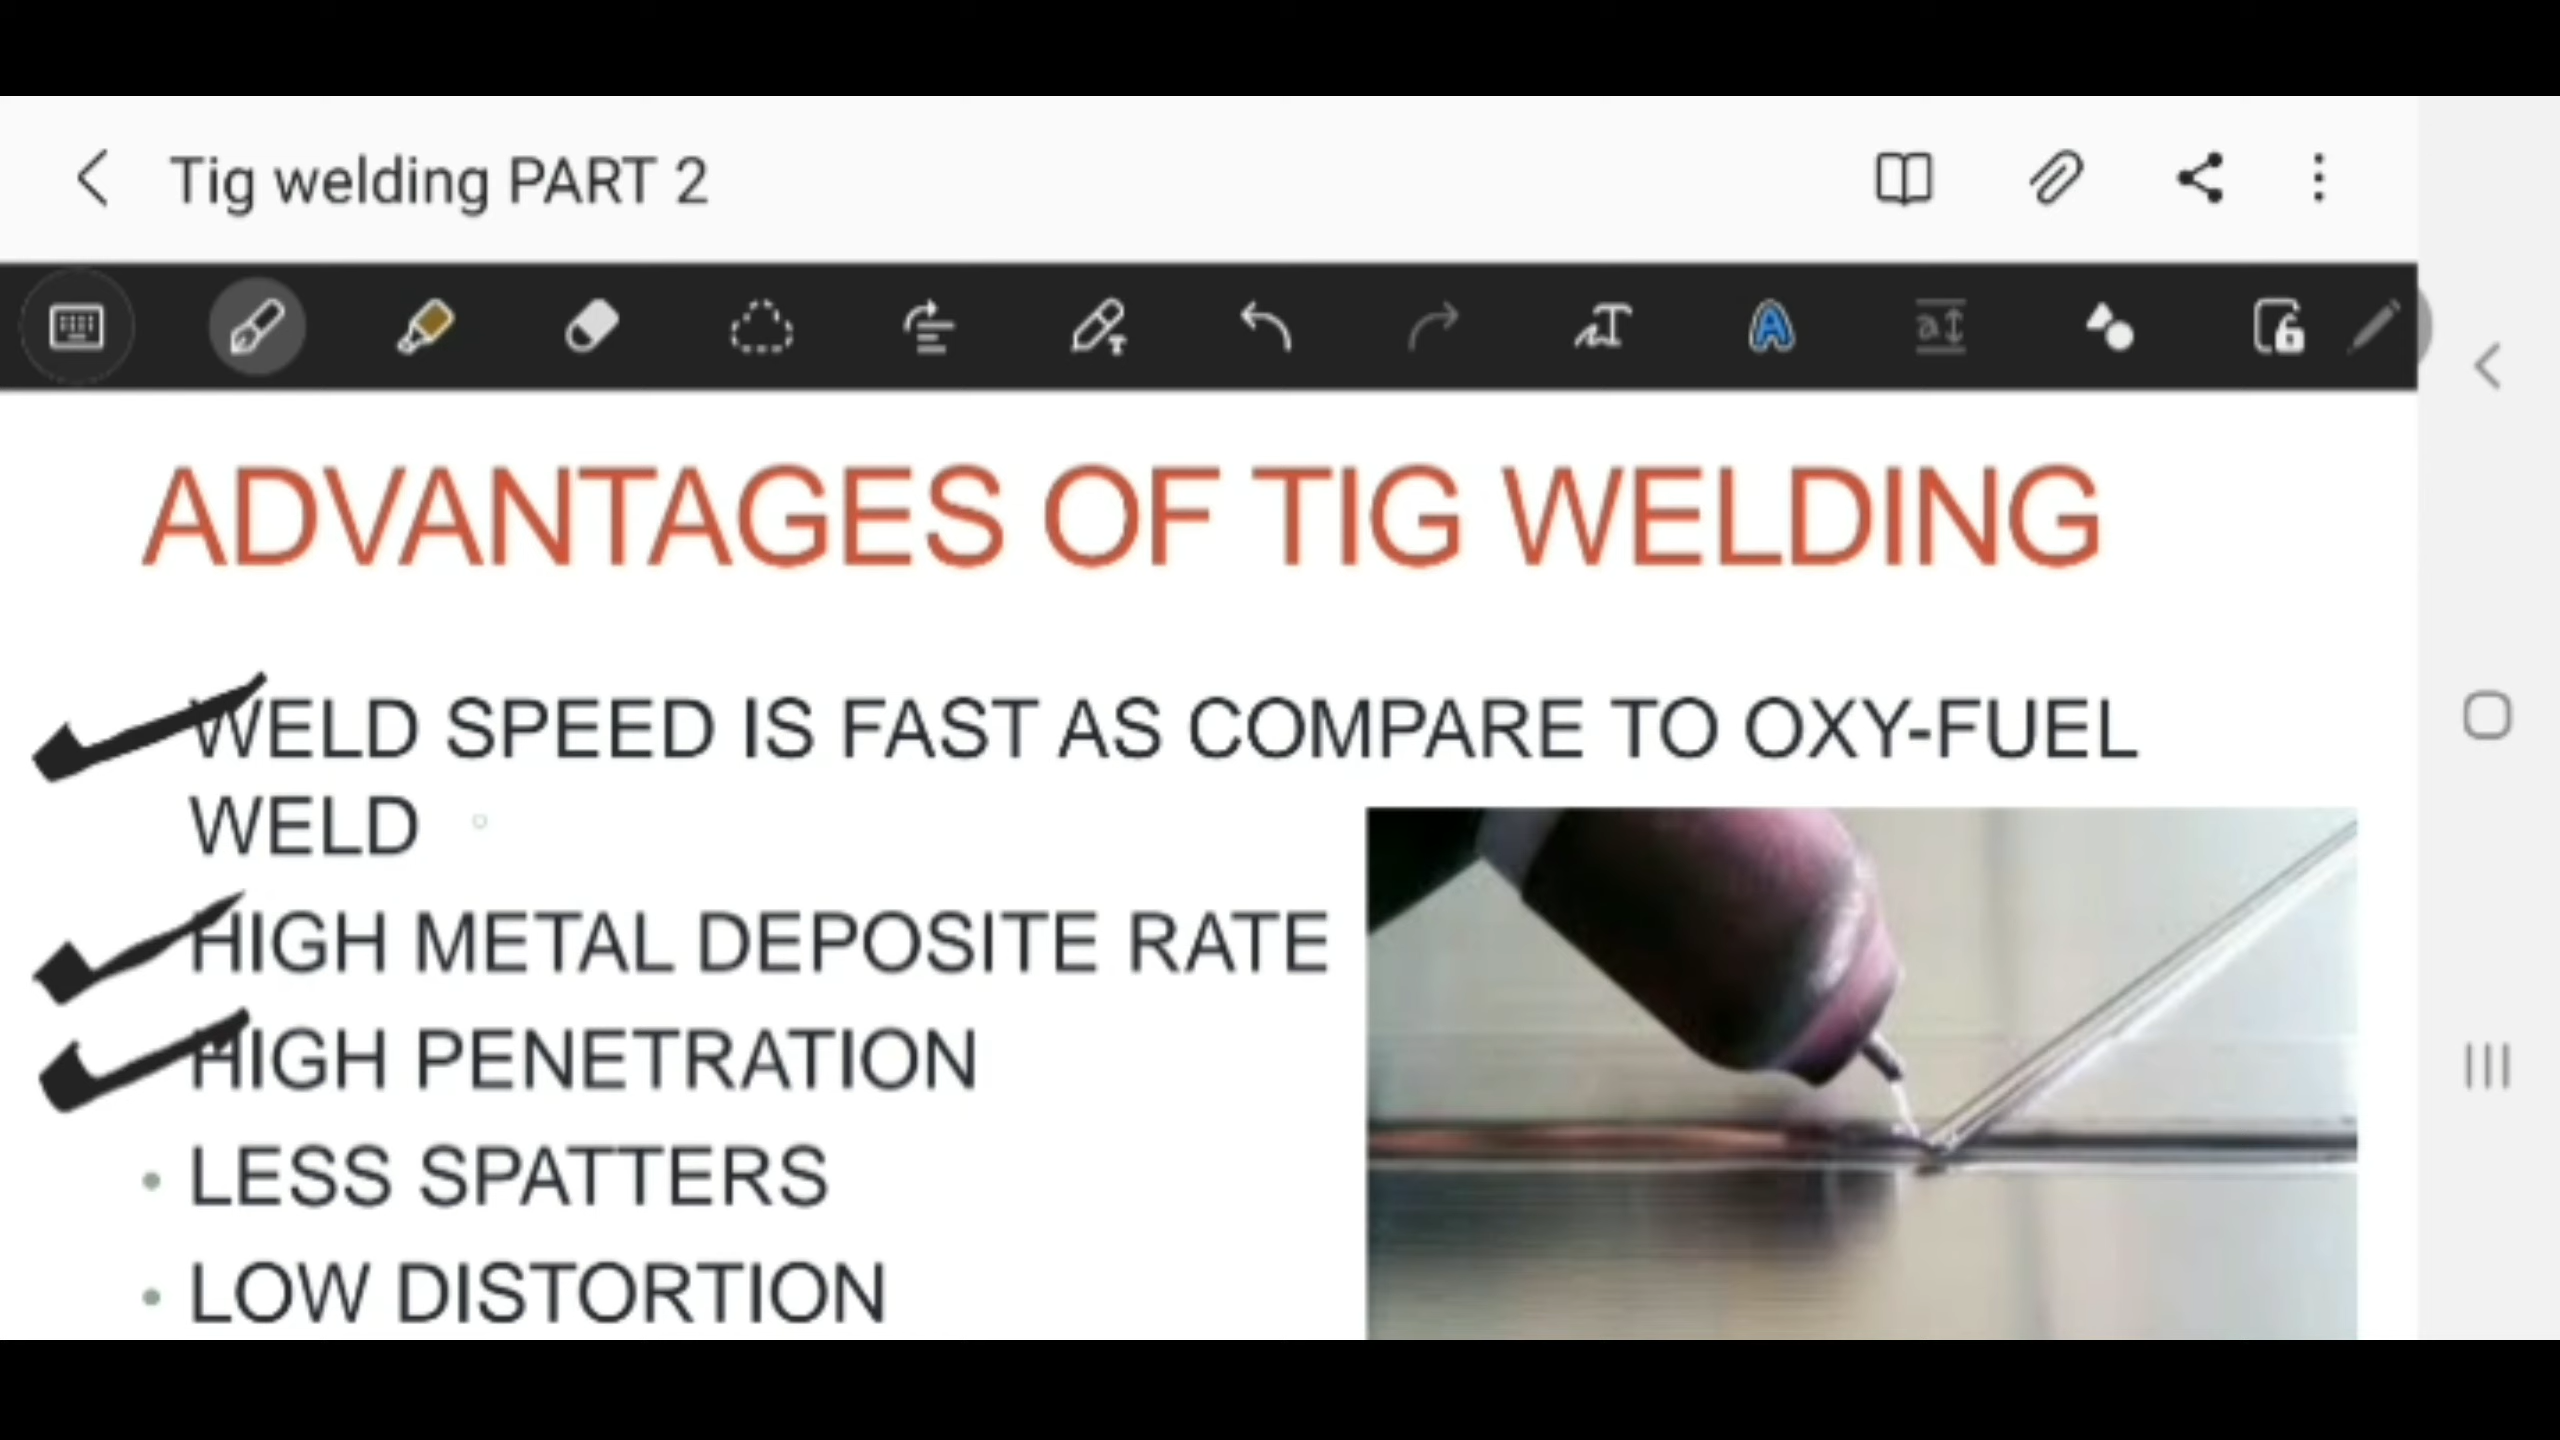 Tig welding PART 2
ADVANTAGES OF TIG WELDING
WELD SPEED IS FAST AS COMPARE TO OXY-FUEL
WELD
HIGH METAL DEPOSITE RATE
HIGH PENETRATION
LESS SPATTERS
LOW DISTORTION